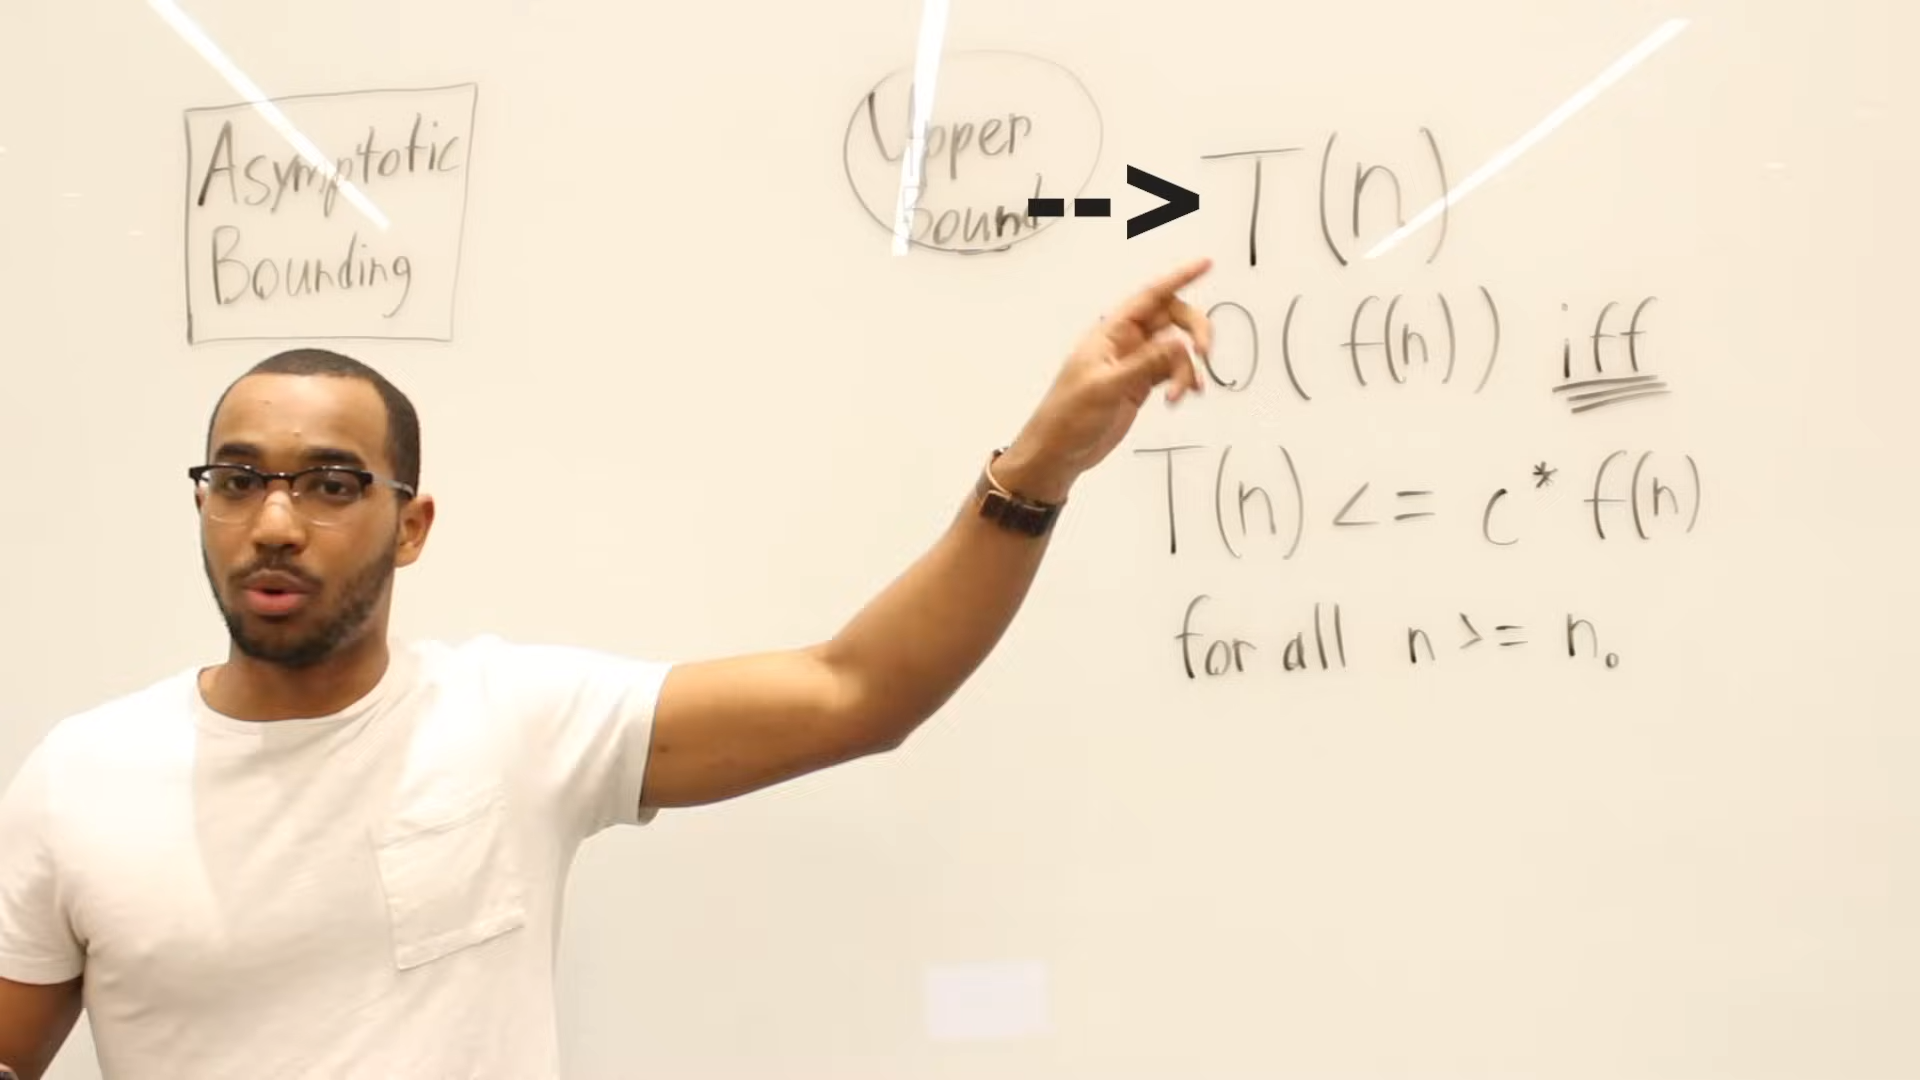 Asymptotic
Bounding
Upper
Bound
--> T(n)
O( f(n)) iff
T(n) <= c* f(n)
for all n >= n₀